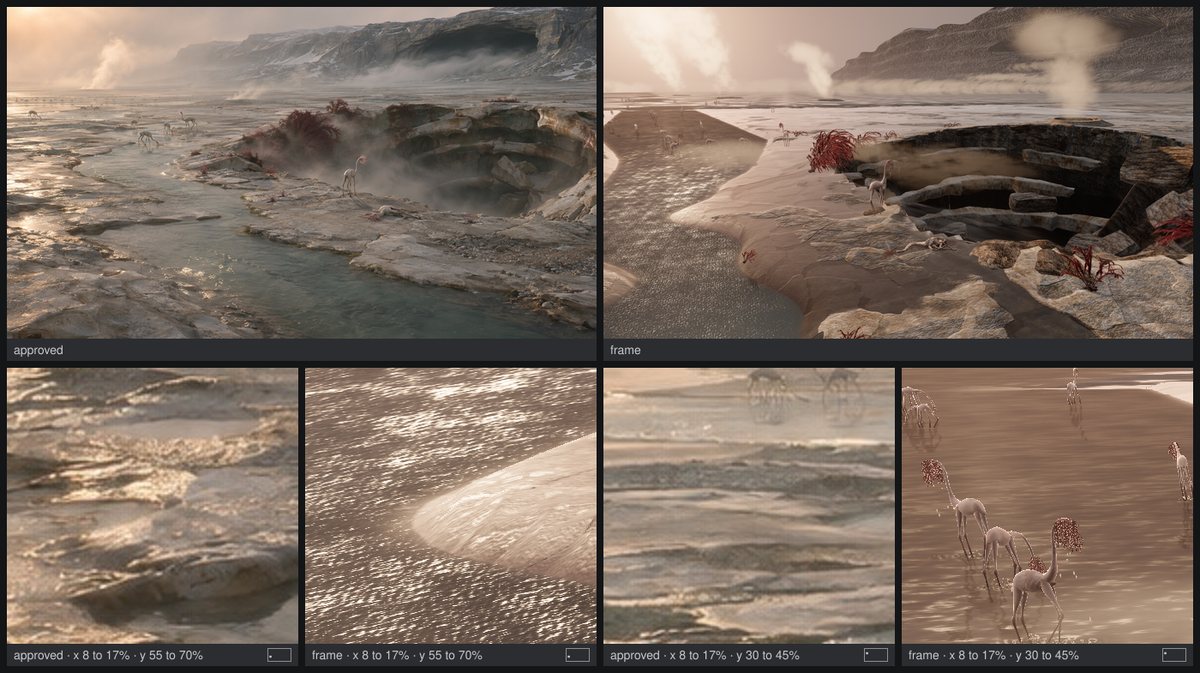 approved
frame
approved · x 8 to 17% · y 55 to 70%
frame · x 8 to 17% · y 55 to 70%
approved · x 8 to 17% · y 30 to 45%
frame · x 8 to 17% · y 30 to 45%